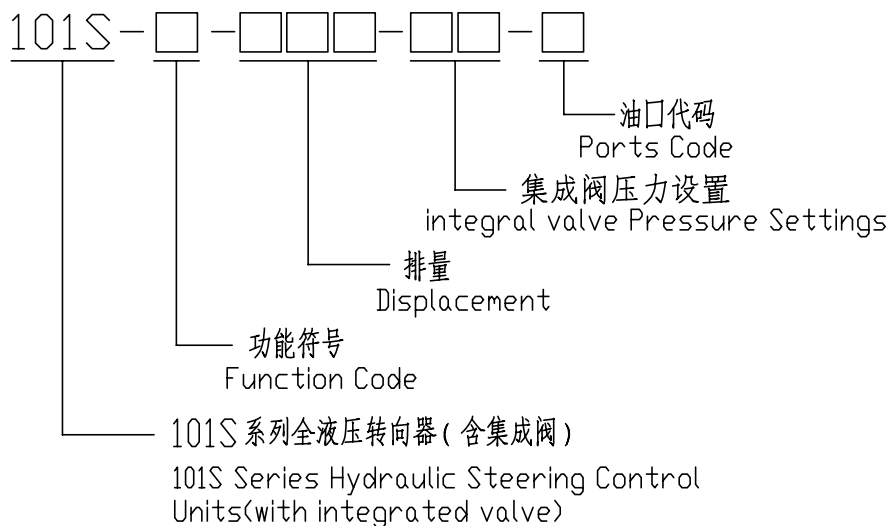 101S-□-□□□-□□-□
油口代码
Ports Code
集成阀压力设置
integral valve Pressure Settings
排量
Displacement
功能符号
Function Code
101S系列全液压转向器(含集成阀)
101S Series Hydraulic Steering Control
Units(with integrated valve)